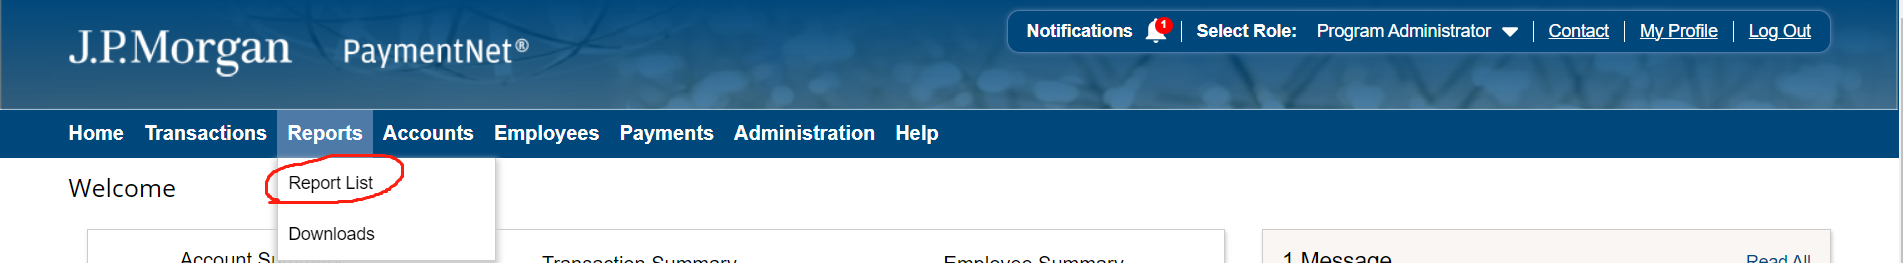 J.P.Morgan PaymentNet®
Notifications 1 Select Role: Program Administrator Contact My Profile Log Out
Home Transactions Reports Accounts Employees Payments Administration Help
Welcome
Report List
Downloads
Account Transaction Summary Employee Summary
1 Message Read All